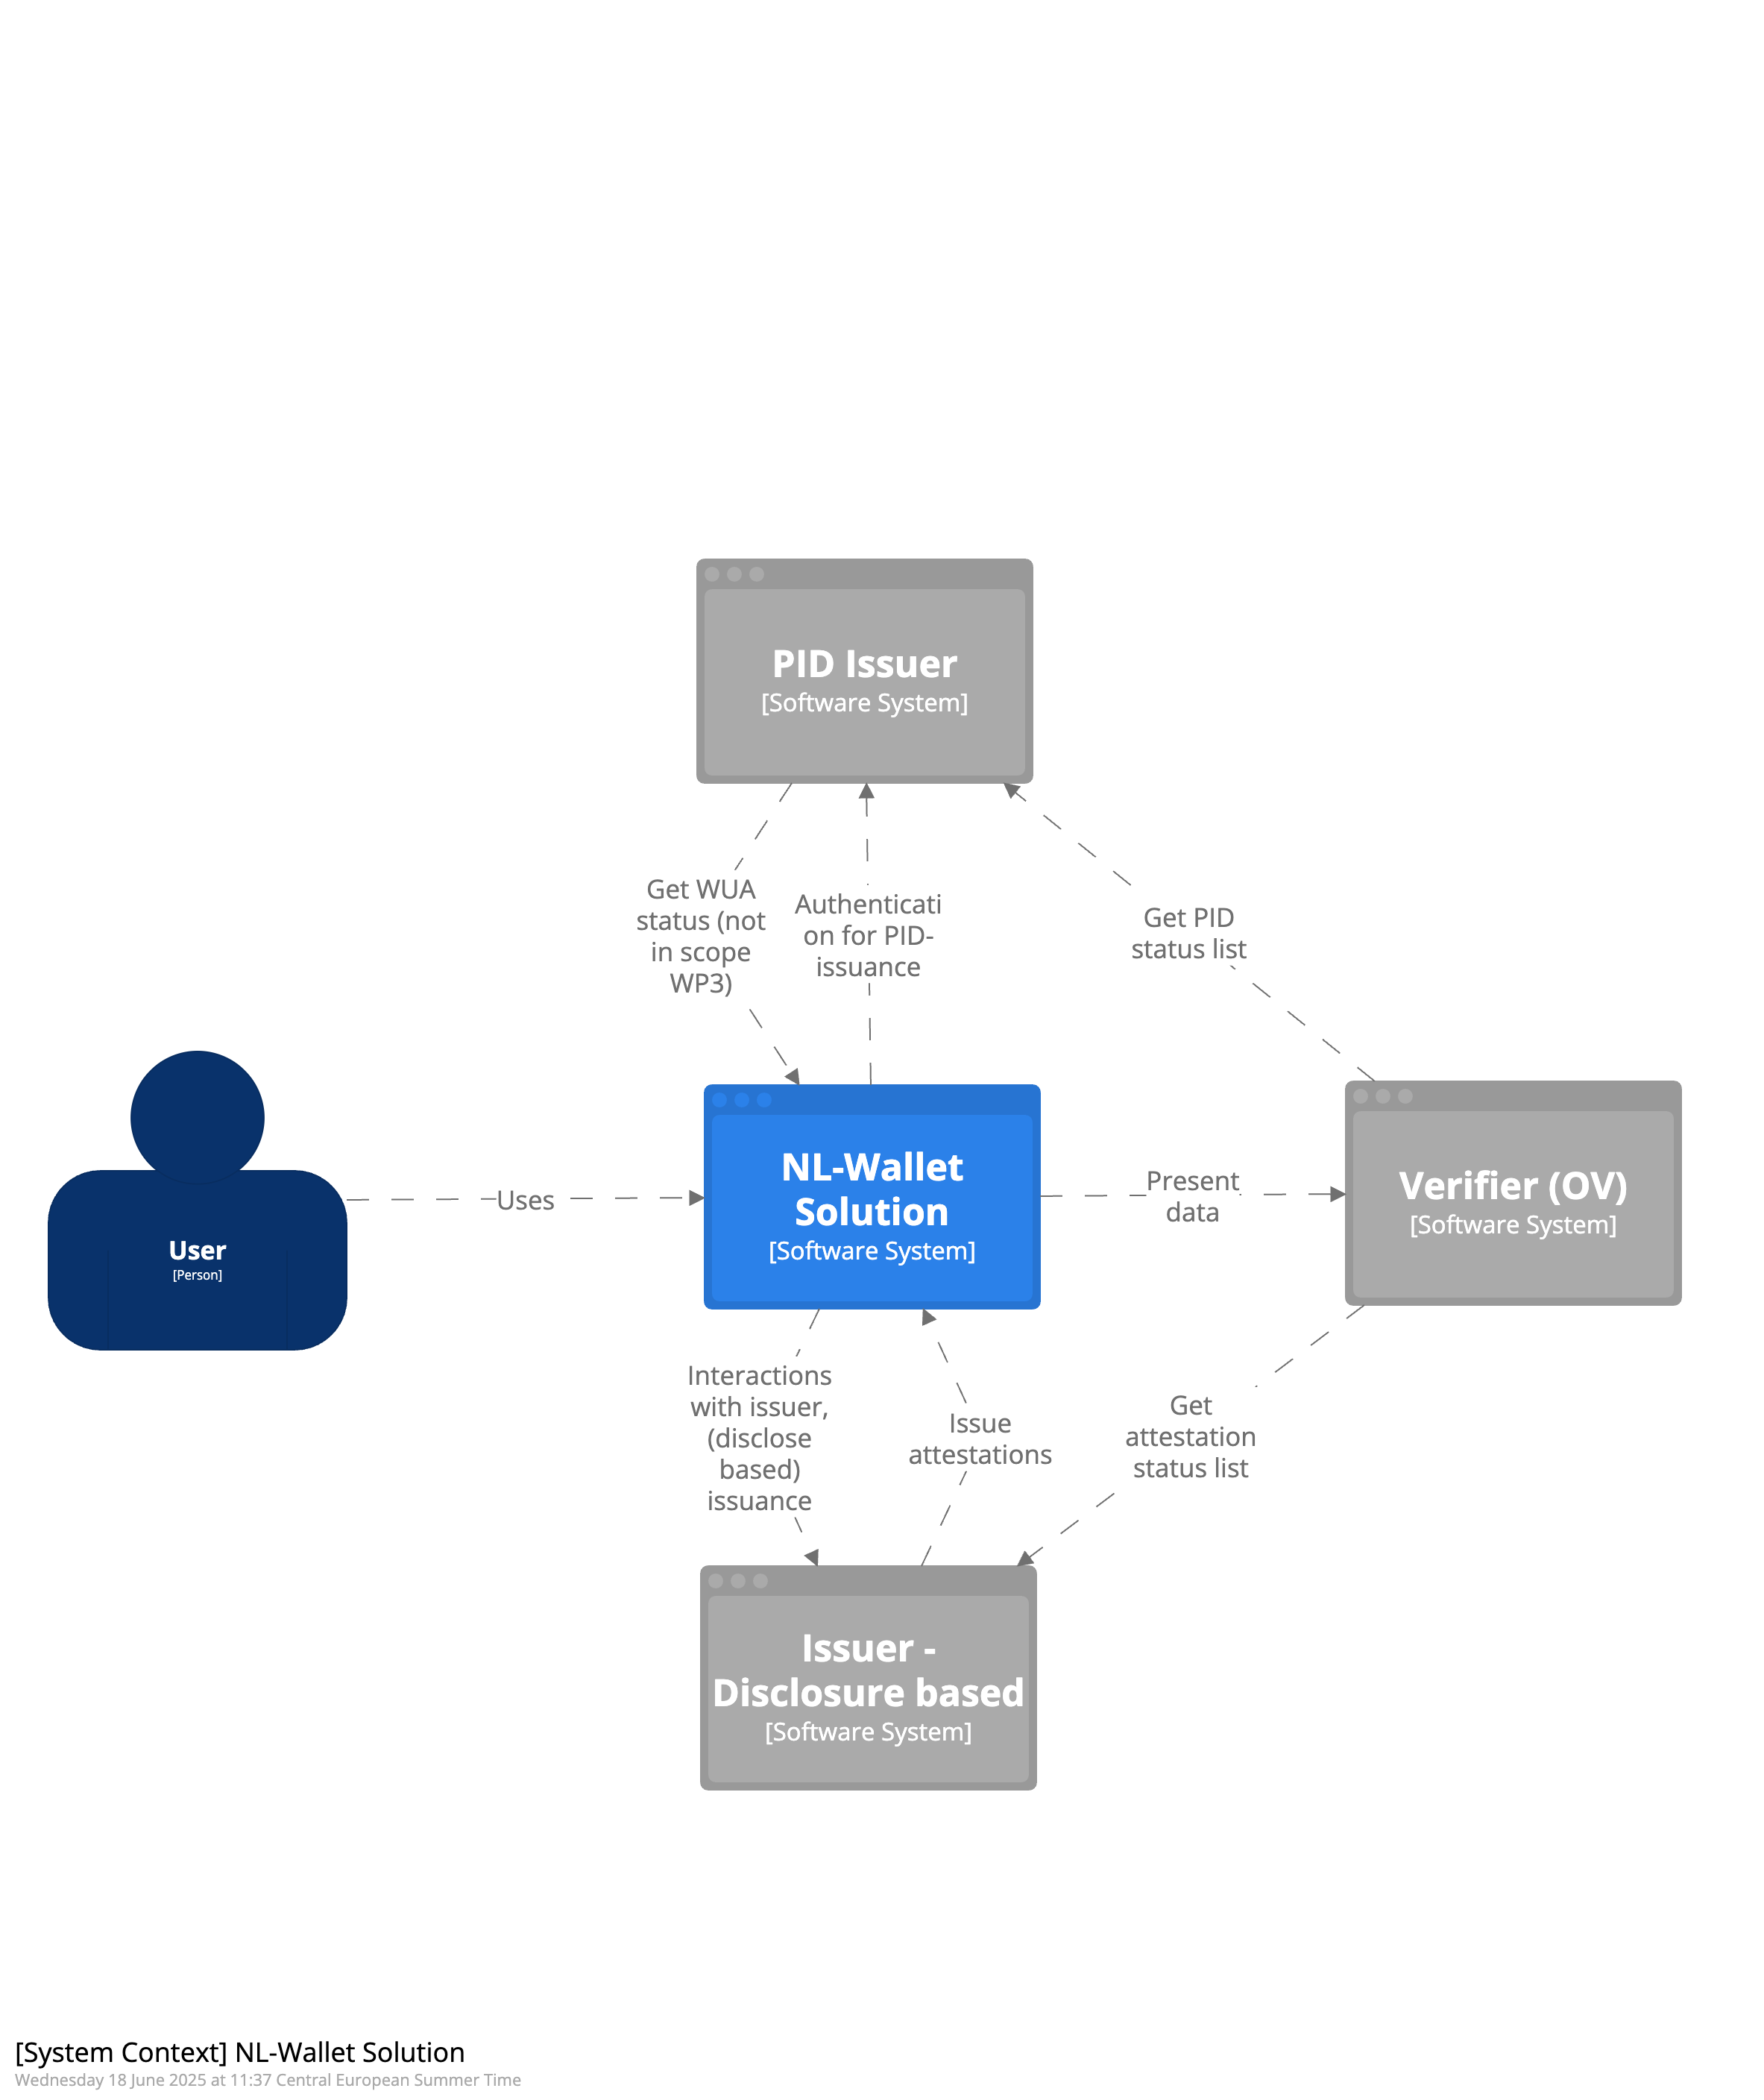 PID Issuer
[Software System]
Get WUA
status (not
in scope
WP3)
Authenticati
on for PID-
issuance
Get PID
status list
User
[Person]
Uses
NL-Wallet
Solution
[Software System]
Present
data
Verifier (OV)
[Software System]
Interactions
with issuer,
(disclose
based)
issuance
Issue
attestations
Get
attestation
status list
Issuer -
Disclosure based
[Software System]
[System Context] NL-Wallet Solution
Wednesday 18 June 2025 at 11:37 Central European Summer Time